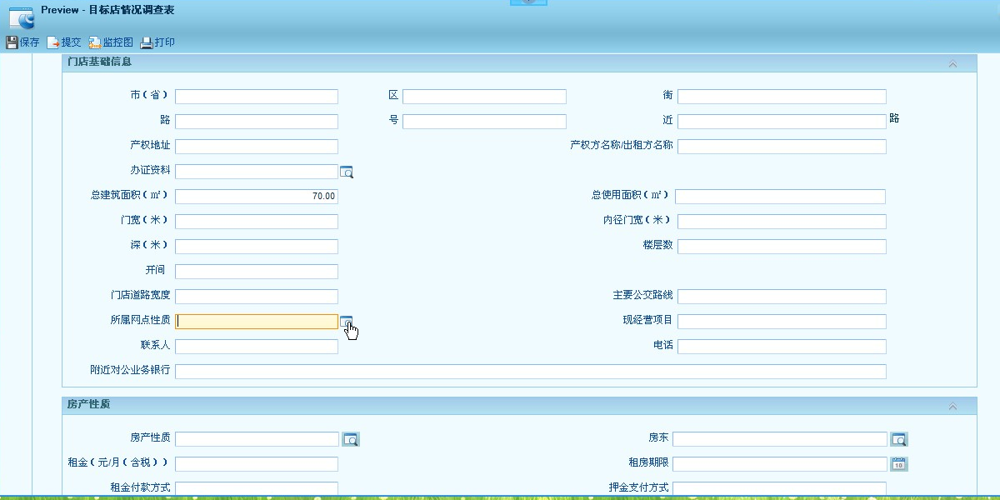 Preview - 目标店情况调查表
保存 提交 监控图 打印
门店基础信息
市（省） 区 街
路 号 近 路
产权地址 产权方名称/出租方名称
办证资料
总建筑面积（㎡） 70.00 总使用面积（㎡）
门宽（米） 内径门宽（米）
深（米） 楼层数
开间
门店道路宽度 主要公交路线
所属网点性质 现经营项目
联系人 电话
附近对公业务银行
房产性质
房产性质 房东
租金（元/月（含税）） 租房期限
租金付款方式 押金支付方式